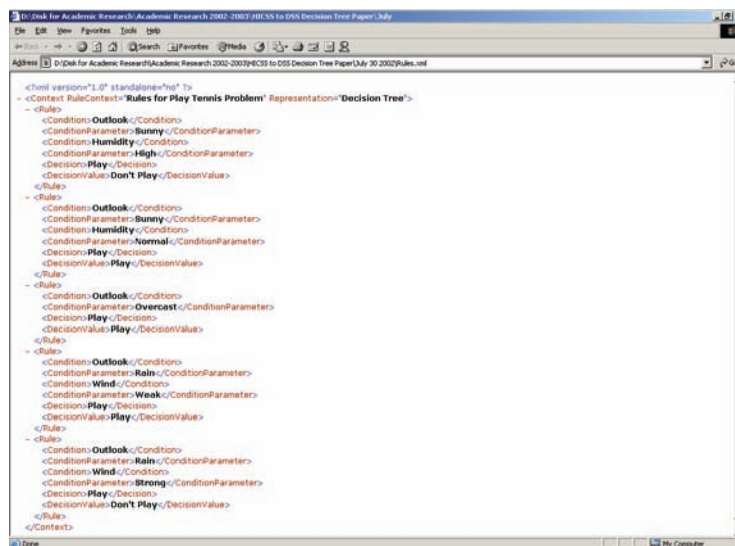 D:\Disk for Academic Research\Academic Research 2002-2003\HICSS to DSS Decision Tree Paper\July
File Edit View Favorites Tools Help
Back Search Favorites Media
Address D:\Disk for Academic Research\Academic Research 2002-2003\HICSS to DSS Decision Tree Paper\July 30 2002\Rules.xml Go
<?xml version="1.0" standalone="no" ?>
- <Context RuleContext="Rules for Play Tennis Problem" Representation="Decision Tree">
- <Rule>
<Condition>Outlook</Condition>
<ConditionParameter>Sunny</ConditionParameter>
<Condition>Humidity</Condition>
<ConditionParameter>High</ConditionParameter>
<Decision>Play</Decision>
<DecisionValue>Don't Play</DecisionValue>
</Rule>
- <Rule>
<Condition>Outlook</Condition>
<ConditionParameter>Sunny</ConditionParameter>
<Condition>Humidity</Condition>
<ConditionParameter>Normal</ConditionParameter>
<Decision>Play</Decision>
<DecisionValue>Play</DecisionValue>
</Rule>
- <Rule>
<Condition>Outlook</Condition>
<ConditionParameter>Overcast</ConditionParameter>
<Decision>Play</Decision>
<DecisionValue>Play</DecisionValue>
</Rule>
- <Rule>
<Condition>Outlook</Condition>
<ConditionParameter>Rain</ConditionParameter>
<Condition>Wind</Condition>
<ConditionParameter>Weak</ConditionParameter>
<Decision>Play</Decision>
<DecisionValue>Play</DecisionValue>
</Rule>
- <Rule>
<Condition>Outlook</Condition>
<ConditionParameter>Rain</ConditionParameter>
<Condition>Wind</Condition>
<ConditionParameter>Strong</ConditionParameter>
<Decision>Play</Decision>
<DecisionValue>Don't Play</DecisionValue>
</Rule>
</Context>
Done My Computer